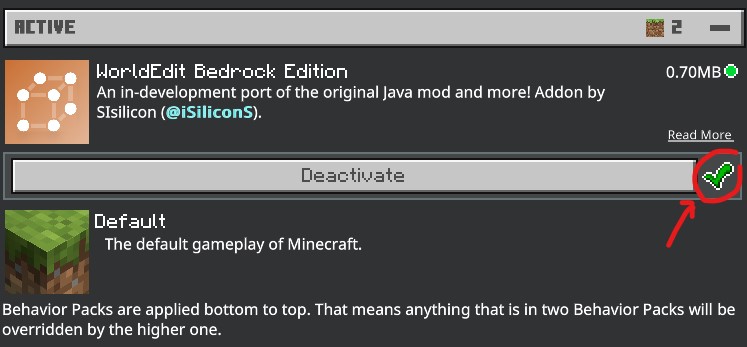 ACTIVE 2
WorldEdit Bedrock Edition 0.70MB
An in-development port of the original Java mod and more! Addon by
SIsilicon (@iSiliconS).
Read More
Deactivate
Default
The default gameplay of Minecraft.
Behavior Packs are applied bottom to top. That means anything that is in two Behavior Packs will be
overridden by the higher one.